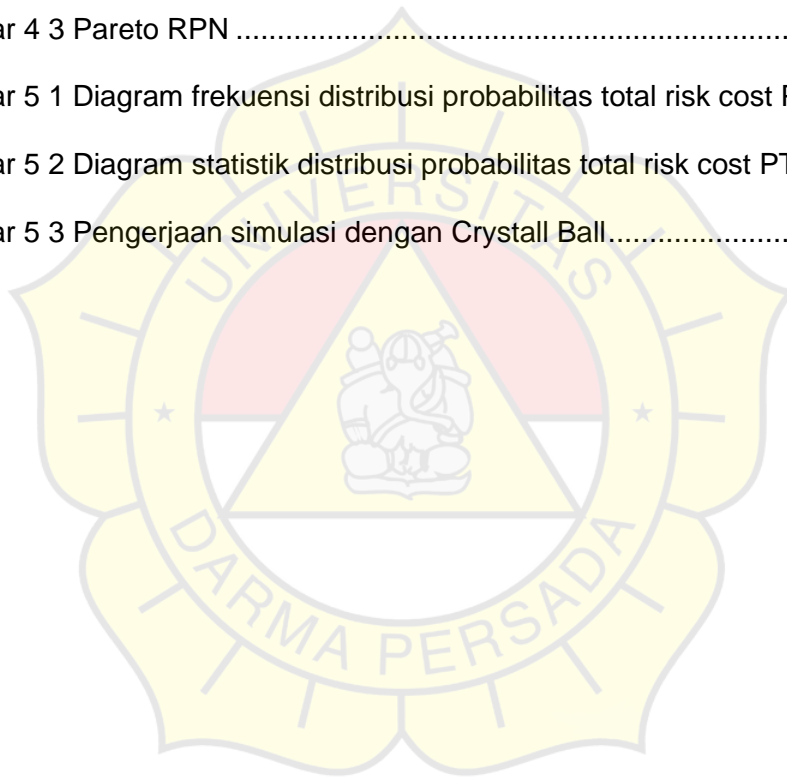 ar 4 3 Pareto RPN ....................................................................
ar 5 1 Diagram frekuensi distribusi probabilitas total risk cost P
ar 5 2 Diagram statistik distribusi probabilitas total risk cost PT
ar 5 3 Pengerjaan simulasi dengan Crystall Ball......................
UNIVERSITAS
DARMA PERSADA